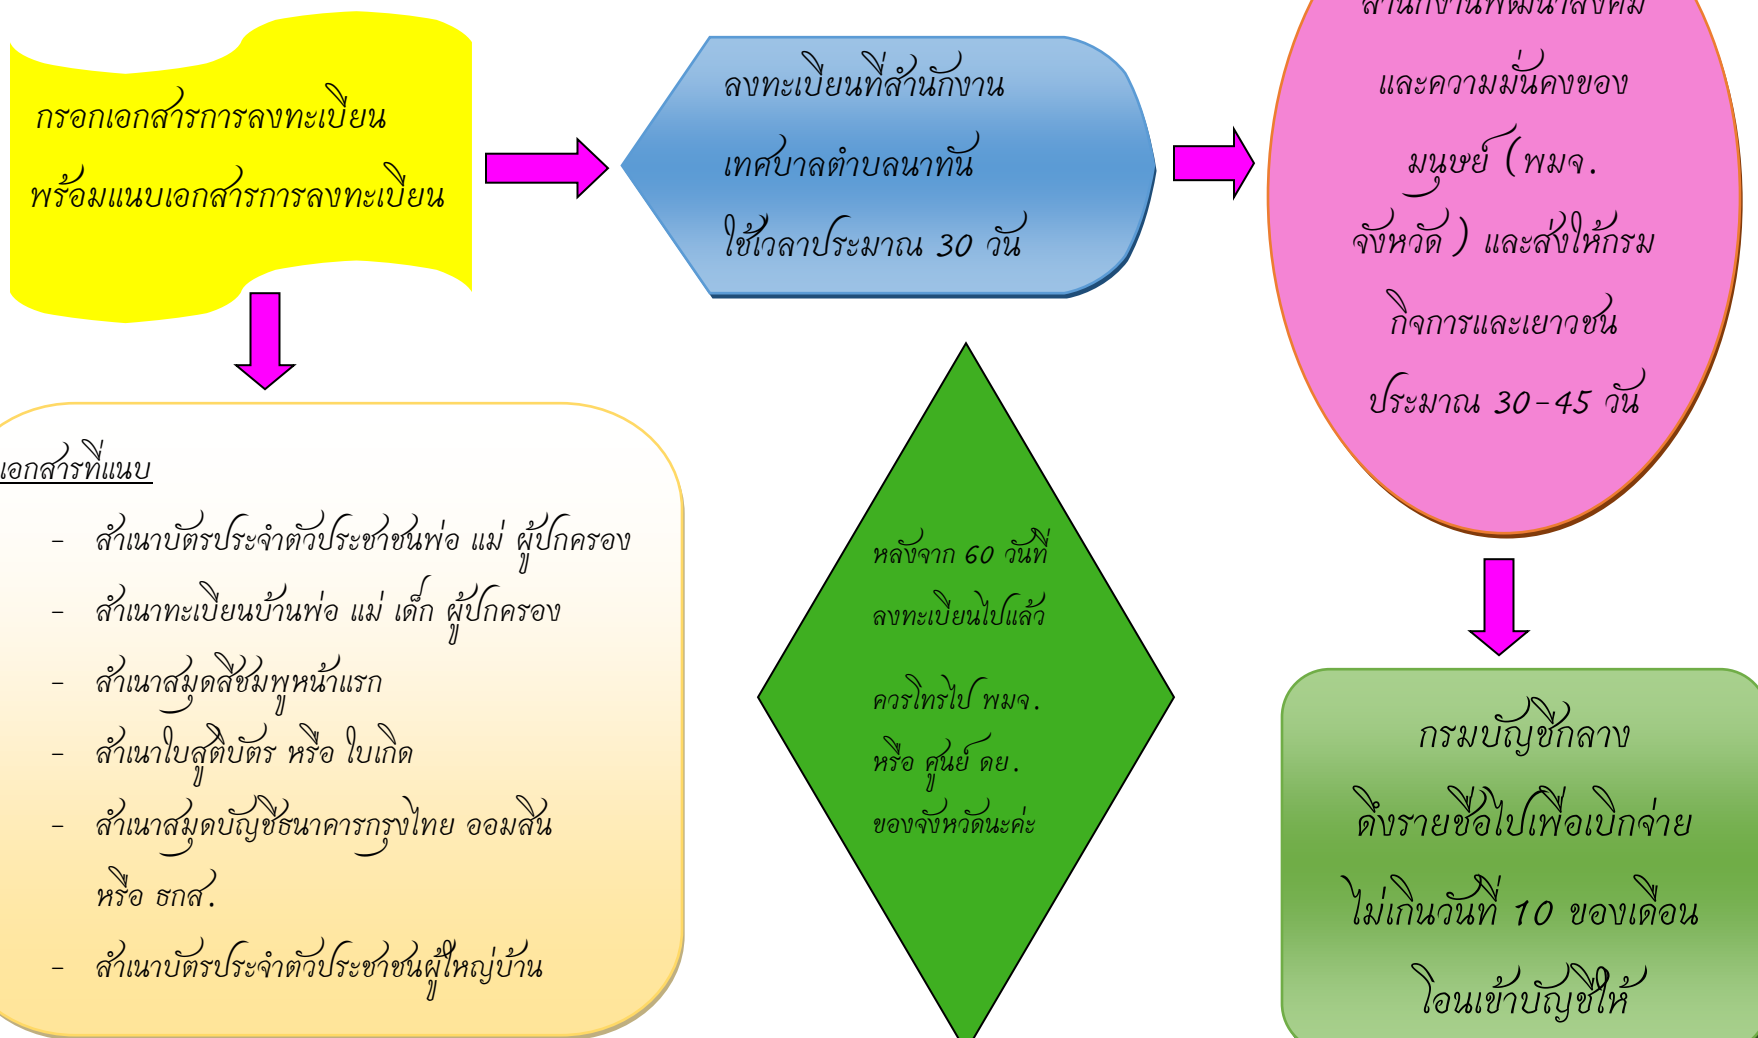 กรอกเอกสารการลงทะเบียน
พร้อมแนบเอกสารการลงทะเบียน
ลงทะเบียนที่สำนักงาน
เทศบาลตำบลนาทัน
ใช้เวลาประมาณ 30 วัน
สำนักงานพัฒนาสังคม
และความมั่นคงของ
มนุษย์ (พมจ.
จังหวัด ) และส่งให้กรม
กิจการและเยาวชน
ประมาณ 30-45 วัน
เอกสารที่แนบ
- สำเนาบัตรประจำตัวประชาชนพ่อ แม่ ผู้ปกครอง
- สำเนาทะเบียนบ้านพ่อ แม่ เด็ก ผู้ปกครอง
- สำเนาสมุดสีชมพูหน้าแรก
- สำเนาใบสูติบัตร หรือ ใบเกิด
- สำเนาสมุดบัญชีธนาคารกรุงไทย ออมสิน
หรือ ธกส.
- สำเนาบัตรประจำตัวประชาชนผู้ใหญ่บ้าน
หลังจาก 60 วันที่
ลงทะเบียนไปแล้ว
ควรโทรไป พมจ.
หรือ ศูนย์ ดย.
ของจังหวัดนะค่ะ
กรมบัญชีกลาง
ดึงรายชื่อไปเพื่อเบิกจ่าย
ไม่เกินวันที่ 10 ของเดือน
โอนเข้าบัญชีให้